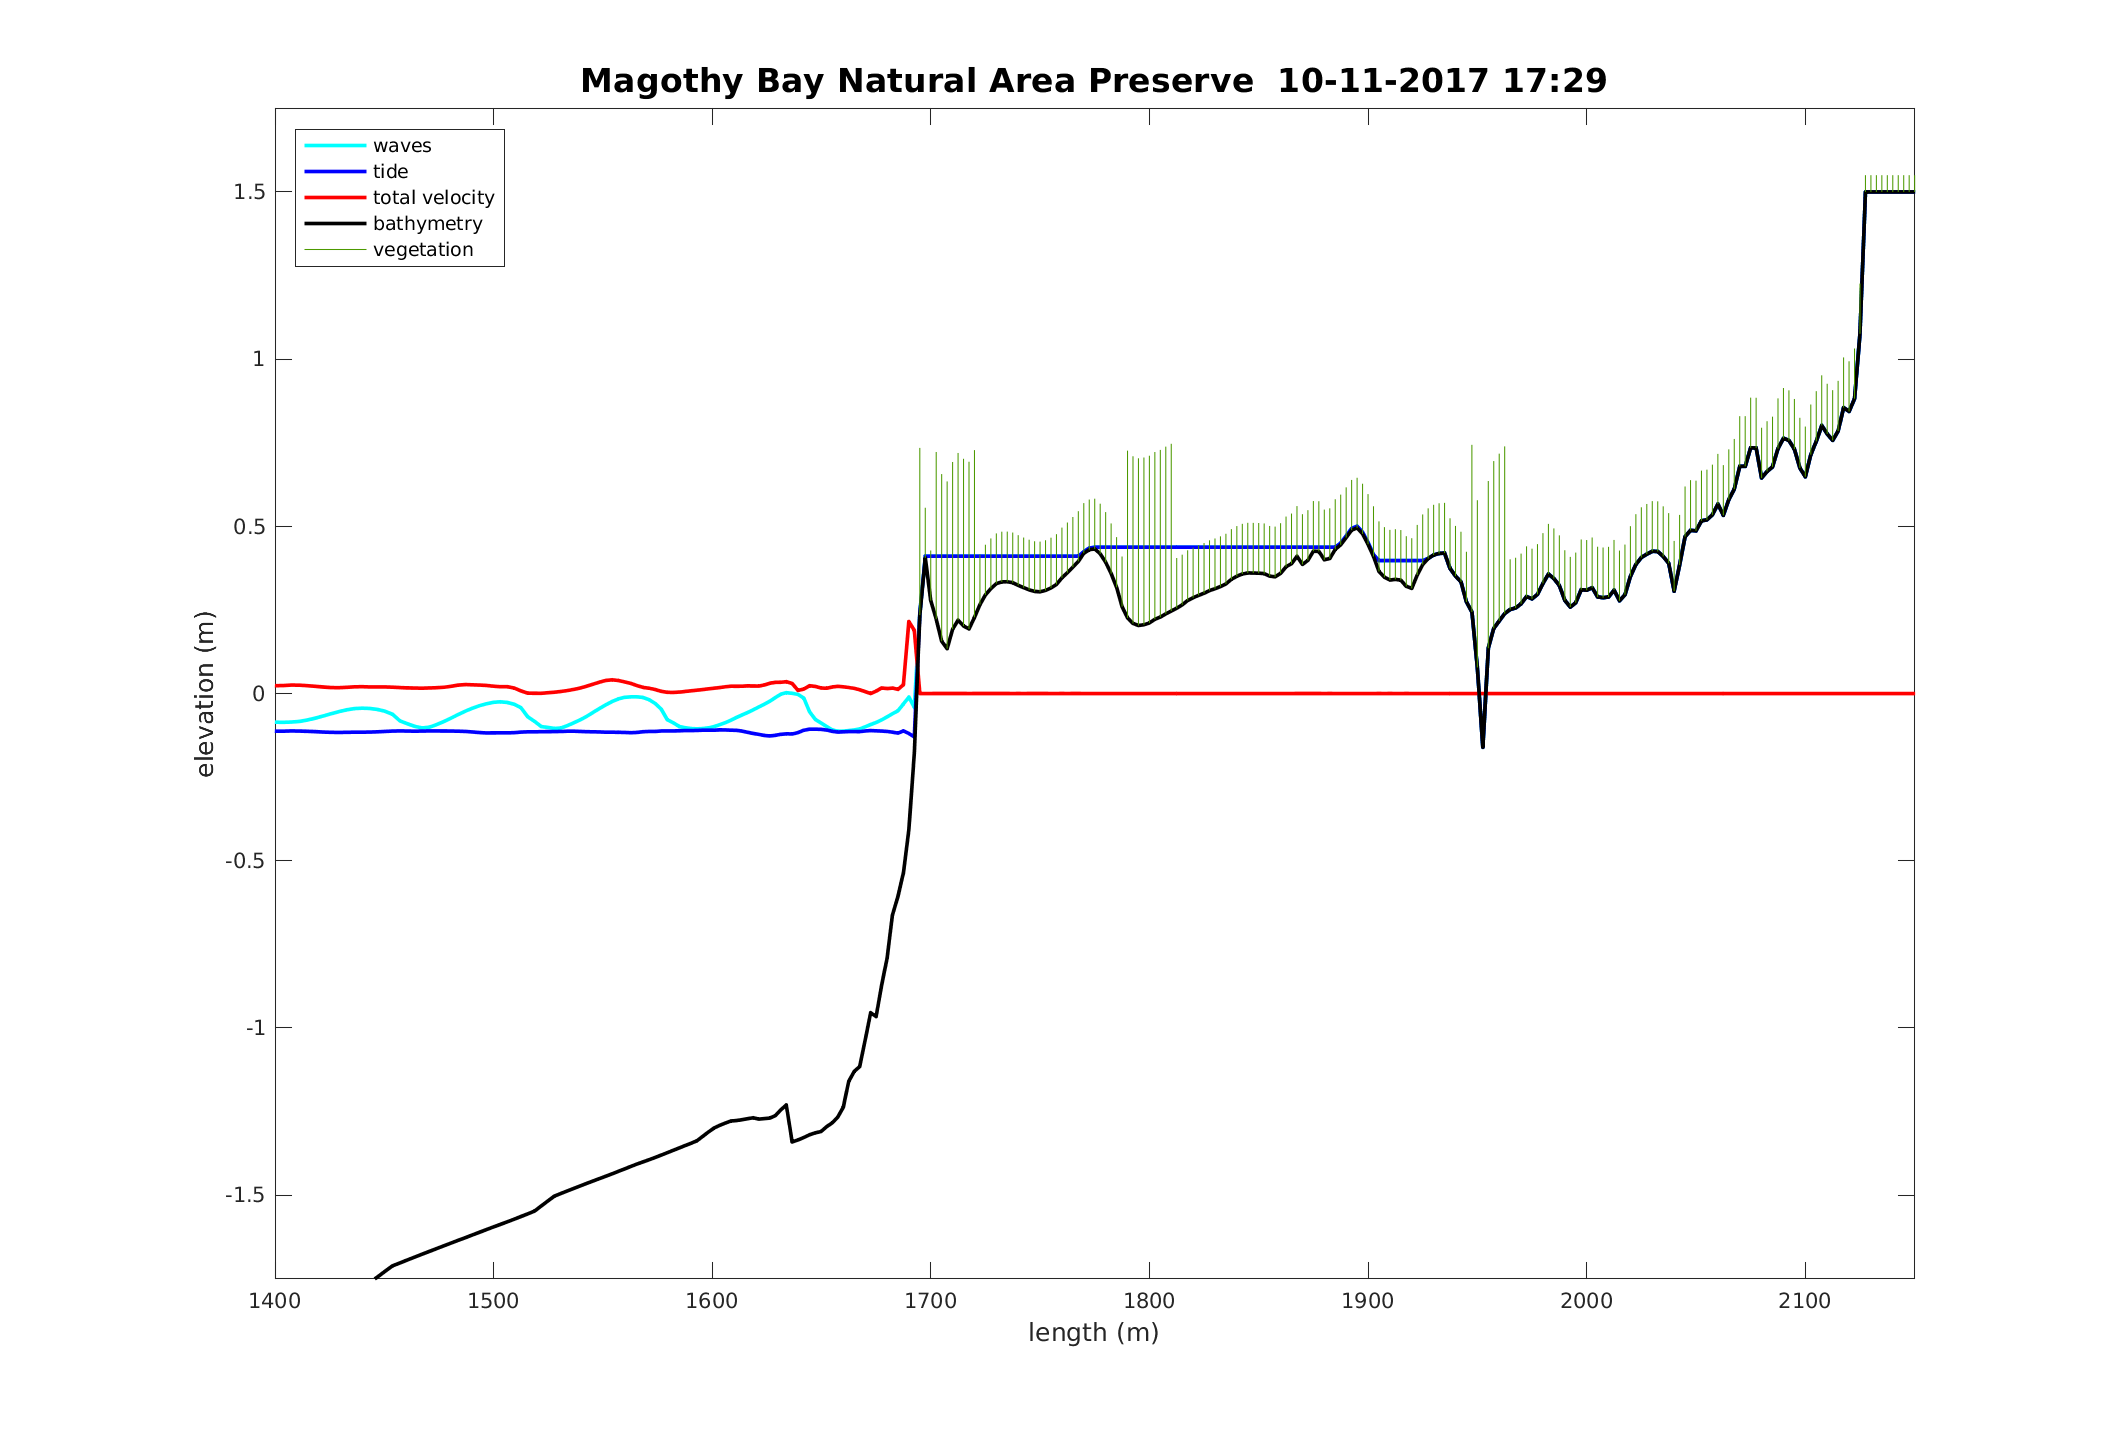 Magothy Bay Natural Area Preserve  10-11-2017 17:29
waves
tide
total velocity
bathymetry
vegetation
1.5
1
0.5
0
-0.5
-1
-1.5
elevation (m)
1400 1500 1600 1700 1800 1900 2000 2100
length (m)